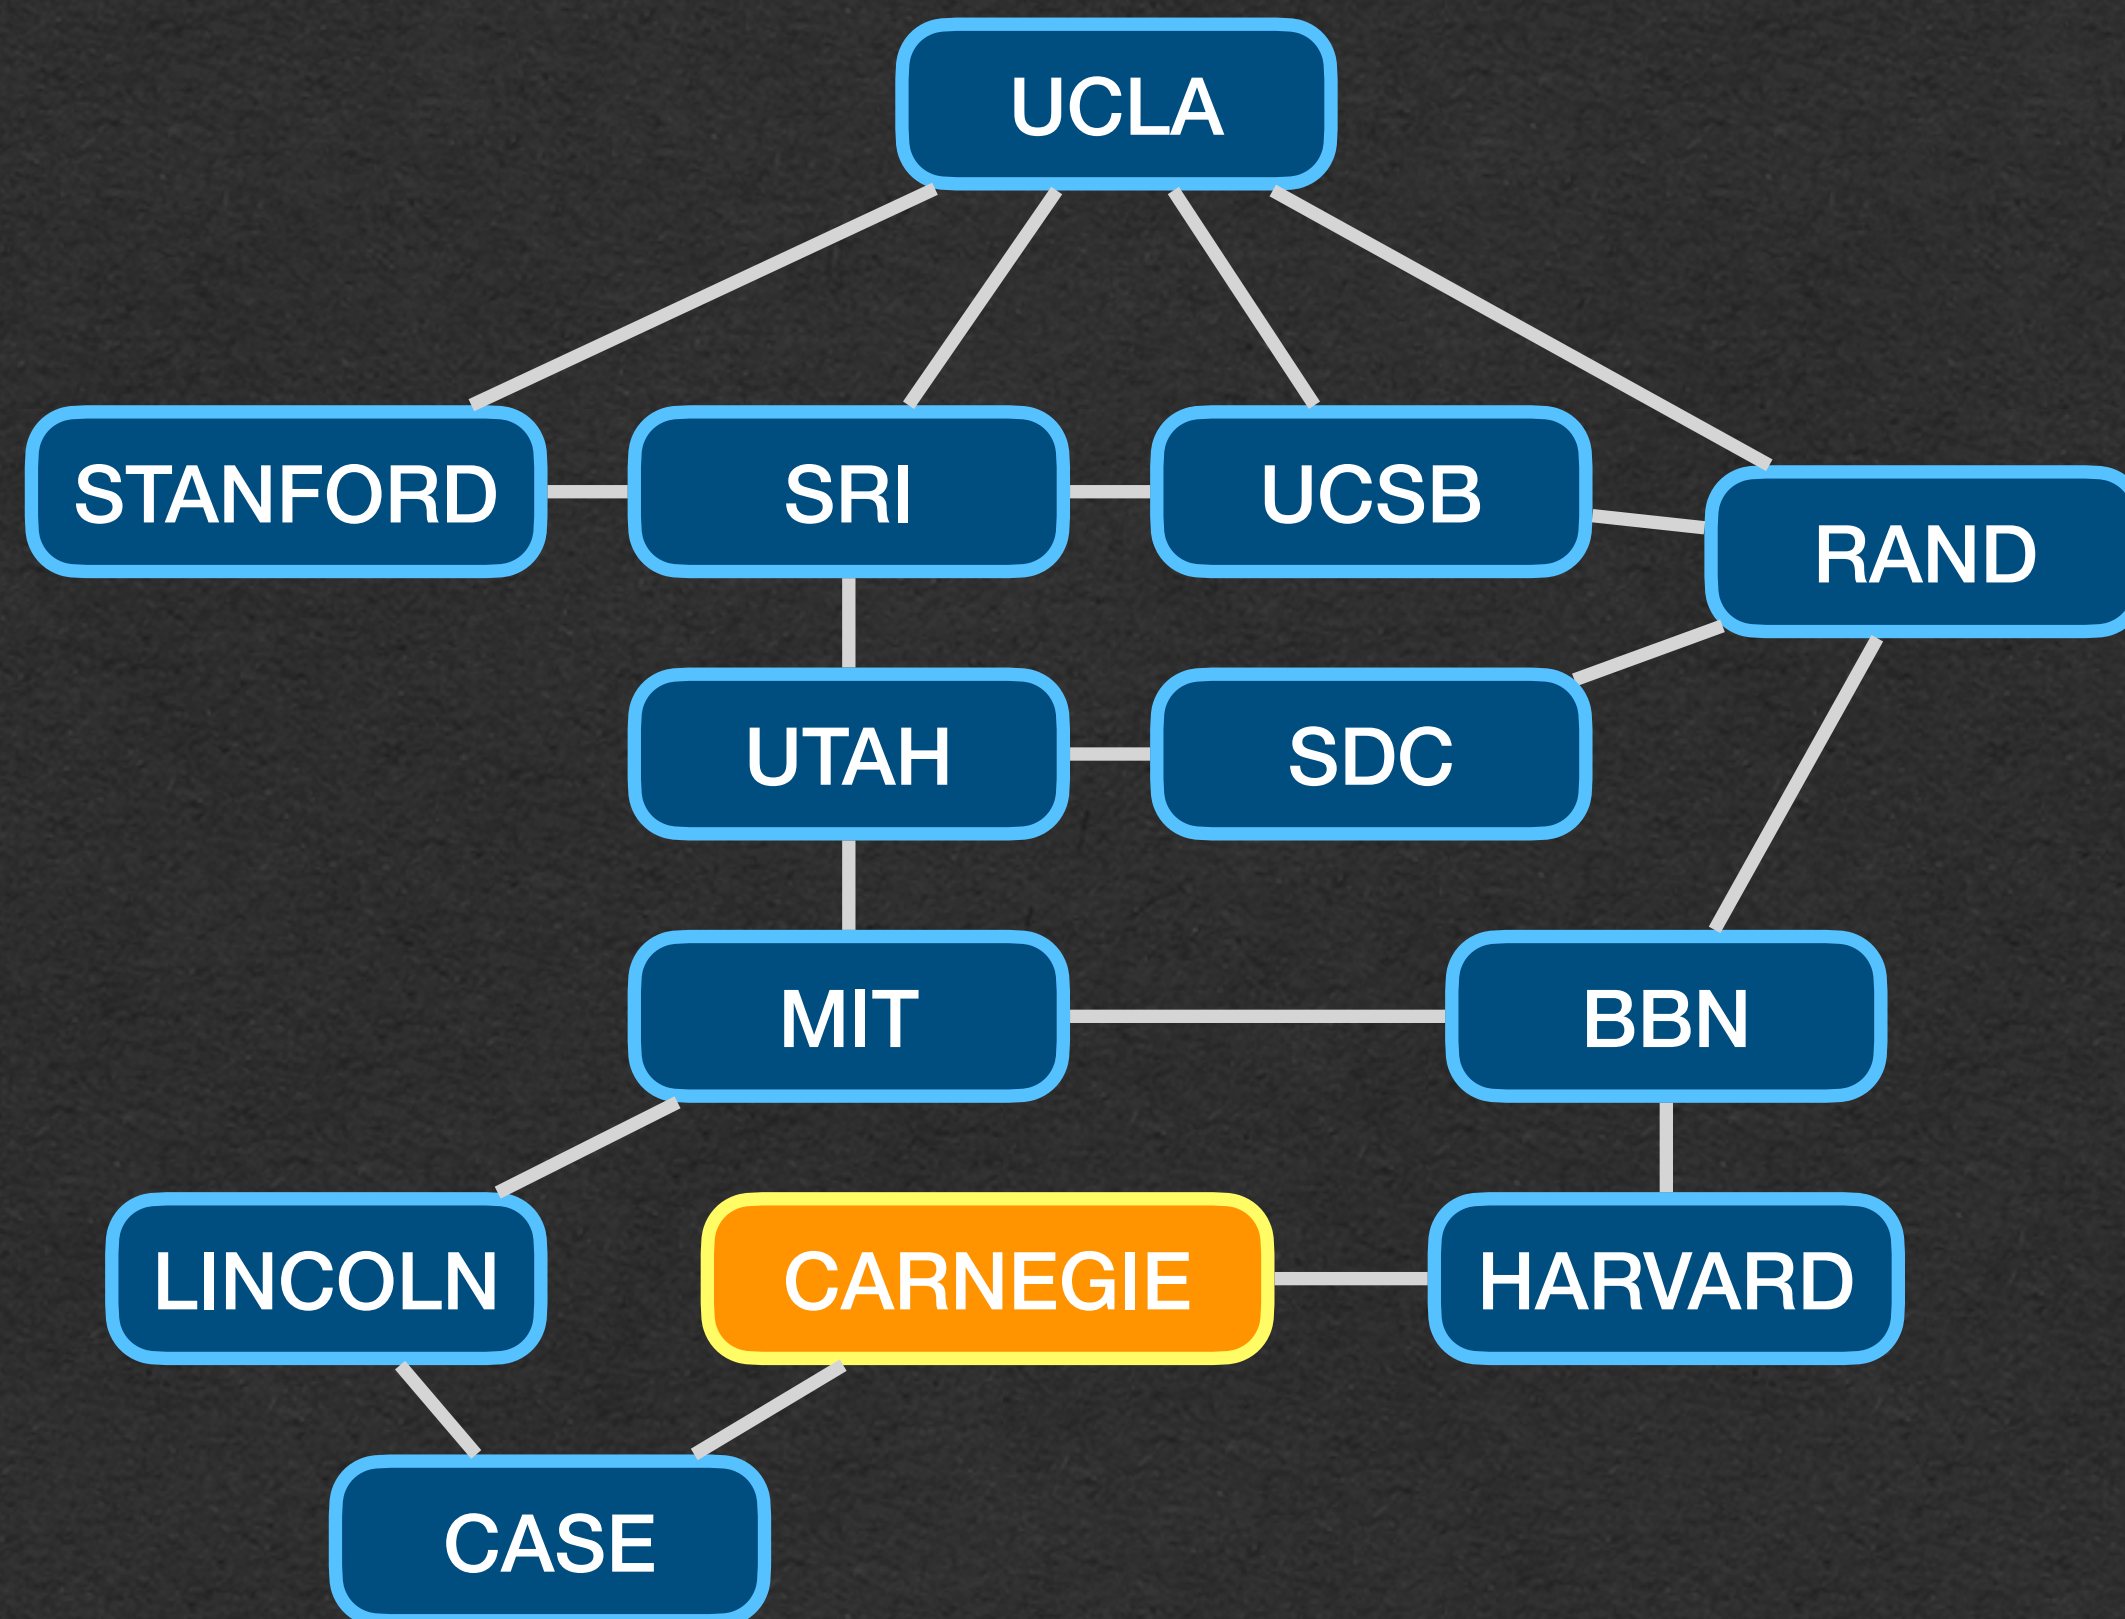 UCLA
STANFORD
SRI
UCSB
RAND
UTAH
SDC
MIT
BBN
LINCOLN
CARNEGIE
HARVARD
CASE